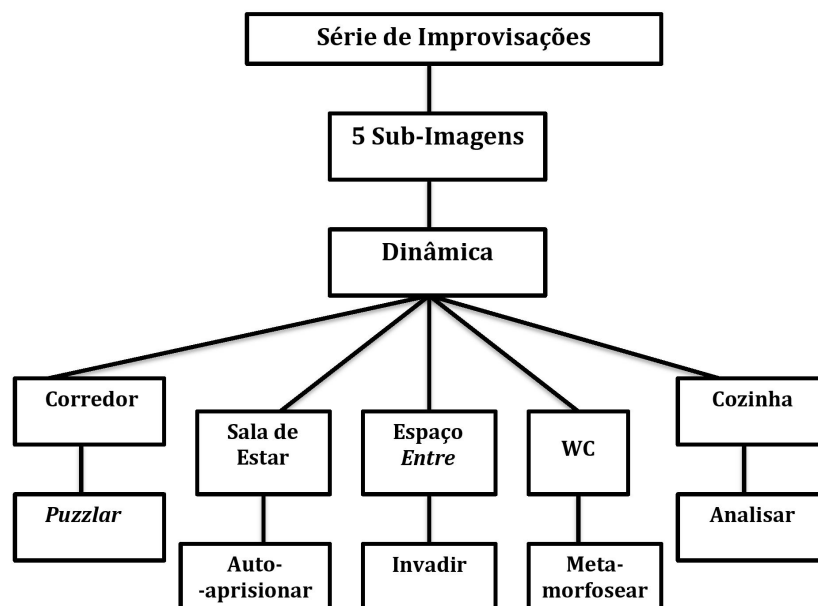 Série de Improvisações
5 Sub-Imagens
Dinâmica
Corredor
Sala de
Estar
Espaço
Entre
WC
Cozinha
Puzzlar
Auto-
-aprisionar
Invadir
Meta-
morfosear
Analisar